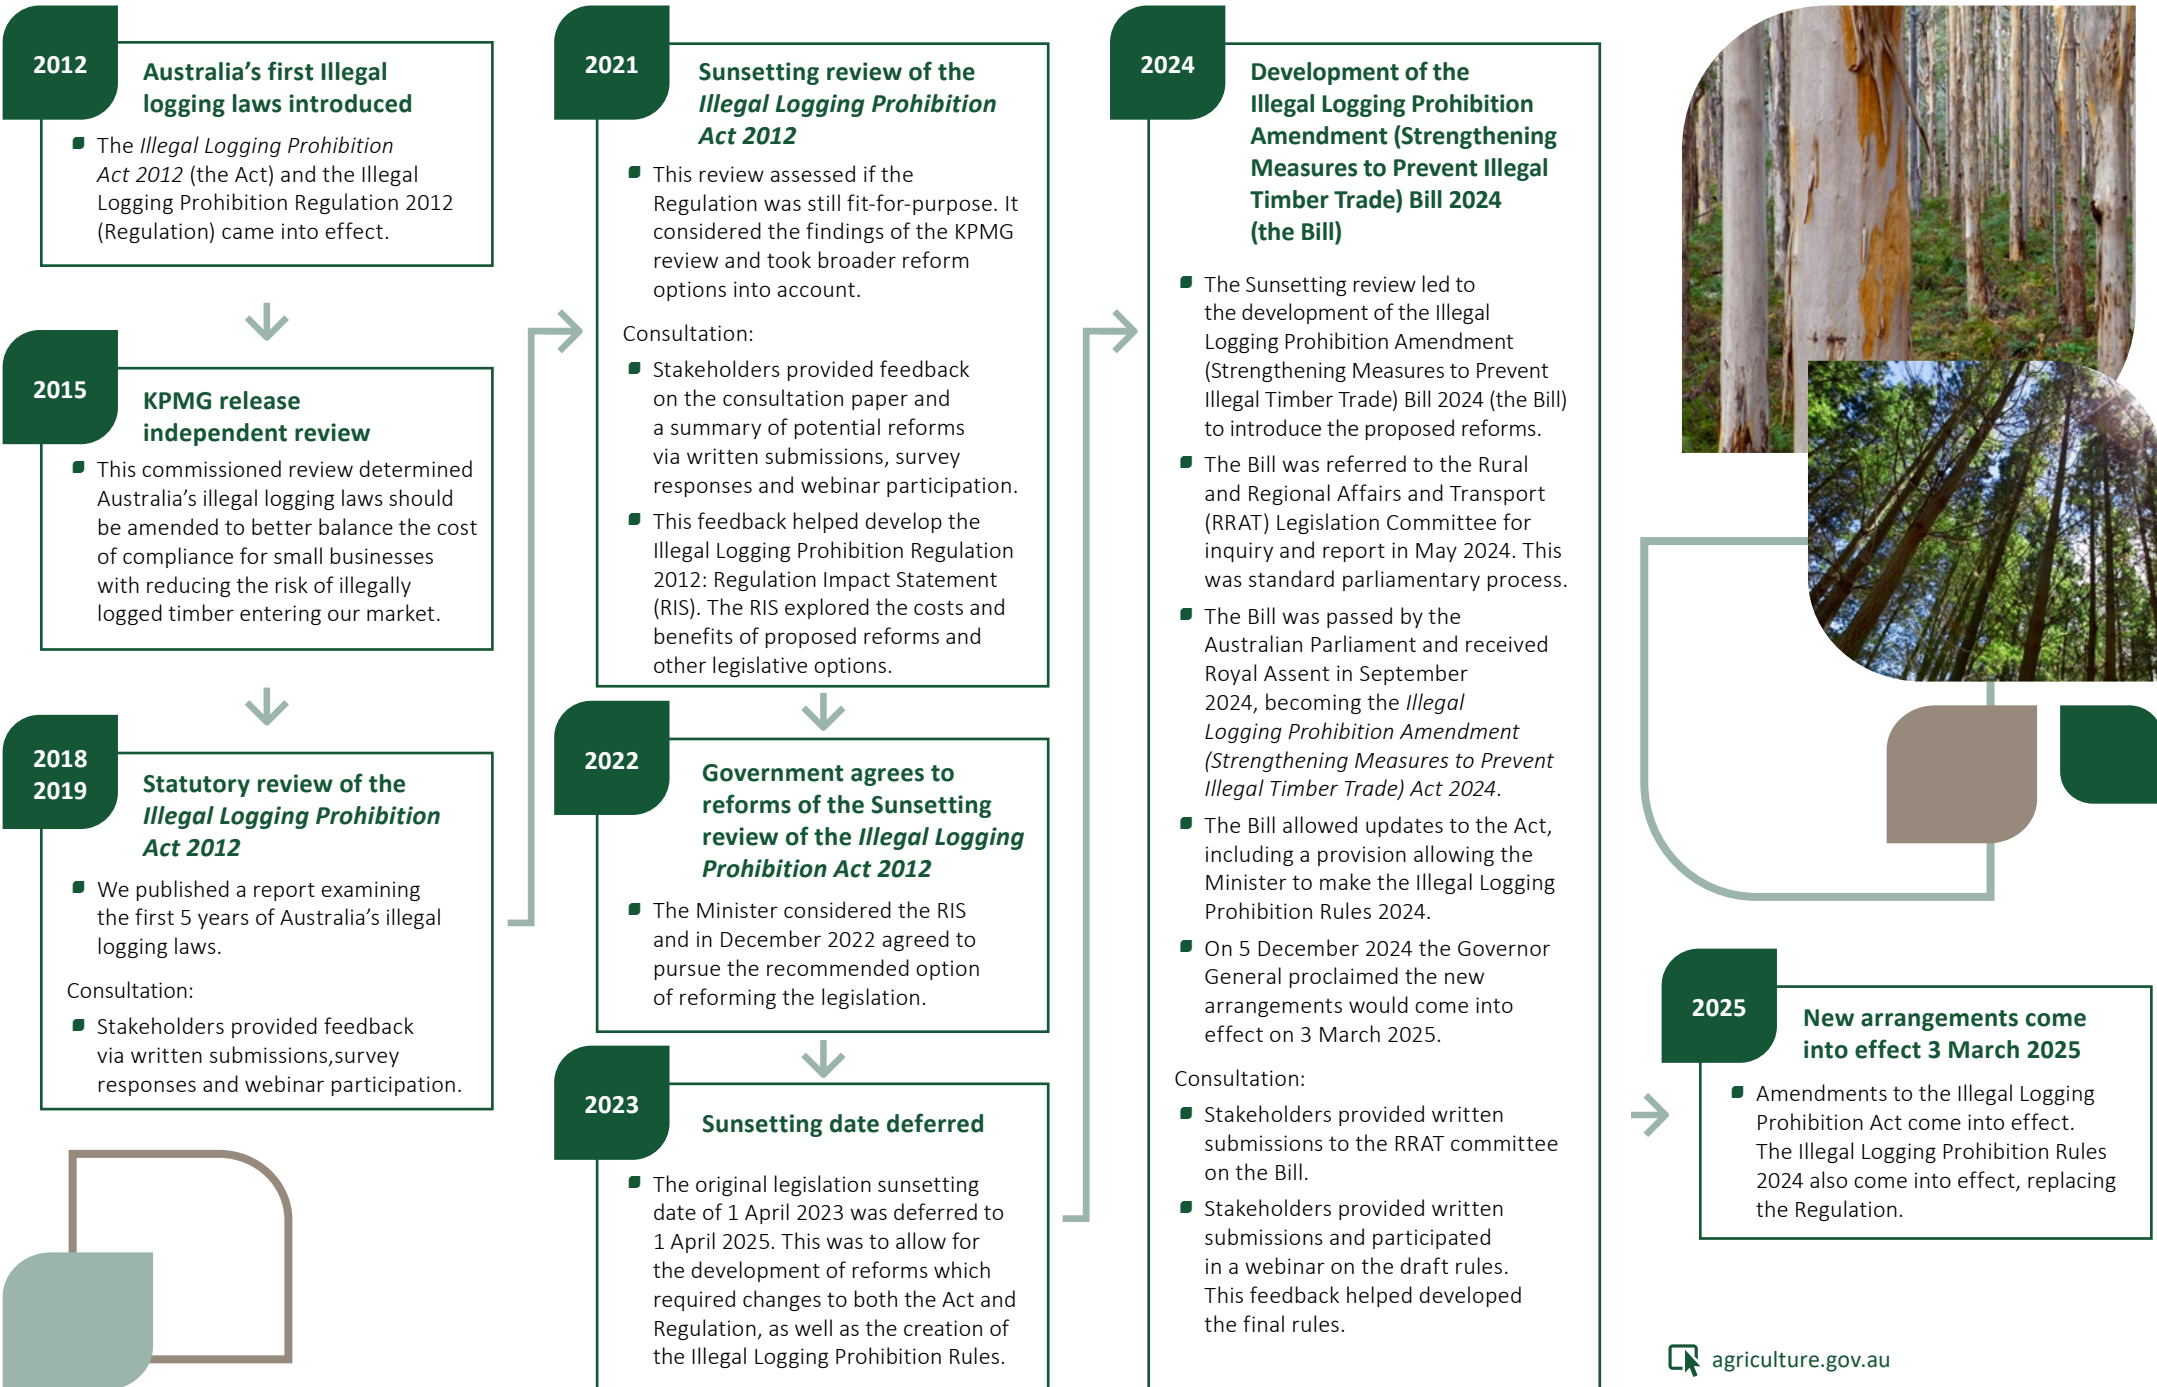 2012
Australia’s first Illegal
logging laws introduced
The Illegal Logging Prohibition
Act 2012 (the Act) and the Illegal
Logging Prohibition Regulation 2012
(Regulation) came into effect.
2015
KPMG release
independent review
This commissioned review determined
Australia’s illegal logging laws should
be amended to better balance the cost
of compliance for small businesses
with reducing the risk of illegally
logged timber entering our market.
2018
2019
Statutory review of the
Illegal Logging Prohibition
Act 2012
We published a report examining
the first 5 years of Australia’s illegal
logging laws.
Consultation:
Stakeholders provided feedback
via written submissions,survey
responses and webinar participation.
2021
Sunsetting review of the
Illegal Logging Prohibition
Act 2012
This review assessed if the
Regulation was still fit-for-purpose. It
considered the findings of the KPMG
review and took broader reform
options into account.
Consultation:
Stakeholders provided feedback
on the consultation paper and
a summary of potential reforms
via written submissions, survey
responses and webinar participation.
This feedback helped develop the
Illegal Logging Prohibition Regulation
2012: Regulation Impact Statement
(RIS). The RIS explored the costs and
benefits of proposed reforms and
other legislative options.
2022
Government agrees to
reforms of the Sunsetting
review of the Illegal Logging
Prohibition Act 2012
The Minister considered the RIS
and in December 2022 agreed to
pursue the recommended option
of reforming the legislation.
2023
Sunsetting date deferred
The original legislation sunsetting
date of 1 April 2023 was deferred to
1 April 2025. This was to allow for
the development of reforms which
required changes to both the Act and
Regulation, as well as the creation of
the Illegal Logging Prohibition Rules.
2024
Development of the
Illegal Logging Prohibition
Amendment (Strengthening
Measures to Prevent Illegal
Timber Trade) Bill 2024
(the Bill)
The Sunsetting review led to
the development of the Illegal
Logging Prohibition Amendment
(Strengthening Measures to Prevent
Illegal Timber Trade) Bill 2024 (the Bill)
to introduce the proposed reforms.
The Bill was referred to the Rural
and Regional Affairs and Transport
(RRAT) Legislation Committee for
inquiry and report in May 2024. This
was standard parliamentary process.
The Bill was passed by the
Australian Parliament and received
Royal Assent in September
2024, becoming the Illegal
Logging Prohibition Amendment
(Strengthening Measures to Prevent
Illegal Timber Trade) Act 2024.
The Bill allowed updates to the Act,
including a provision allowing the
Minister to make the Illegal Logging
Prohibition Rules 2024.
On 5 December 2024 the Governor
General proclaimed the new
arrangements would come into
effect on 3 March 2025.
Consultation:
Stakeholders provided written
submissions to the RRAT committee
on the Bill.
Stakeholders provided written
submissions and participated
in a webinar on the draft rules.
This feedback helped developed
the final rules.
2025
New arrangements come
into effect 3 March 2025
Amendments to the Illegal Logging
Prohibition Act come into effect.
The Illegal Logging Prohibition Rules
2024 also come into effect, replacing
the Regulation.
agriculture.gov.au